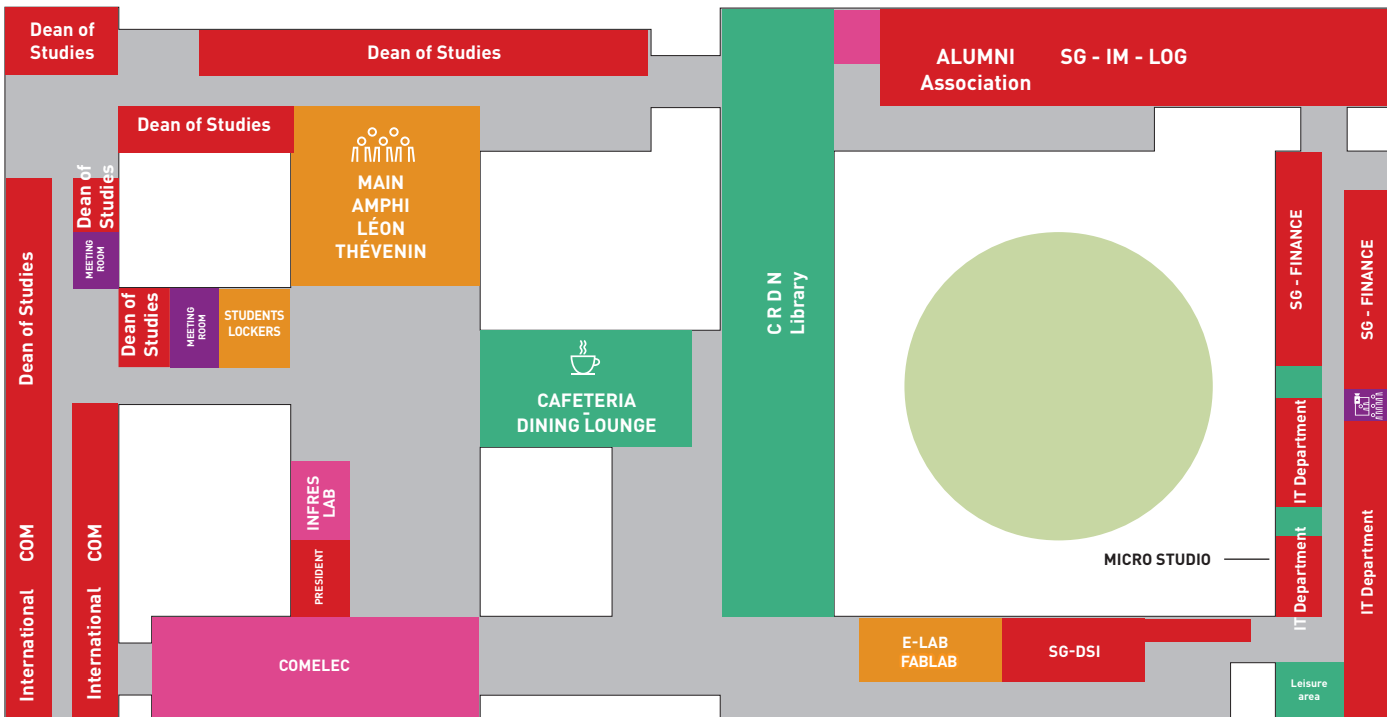 Dean of
Studies
Dean of Studies
ALUMNI
Association
SG - IM - LOG
Dean of Studies
MAIN
AMPHI
LÉON
THÉVENIN
Dean of
Studies
MEETING
ROOM
Dean of
Studies
MEETING
ROOM
STUDENTS
LOCKERS
Dean of Studies
CAFETERIA
-
DINING LOUNGE
C R D N
Library
SG - FINANCE
SG - FINANCE
IT Department
IT Department
IT Department
MICRO STUDIO
INFRES
LAB
PRESIDENT
International COM
International COM
COMELEC
E-LAB
FABLAB
SG-DSI
Leisure
area